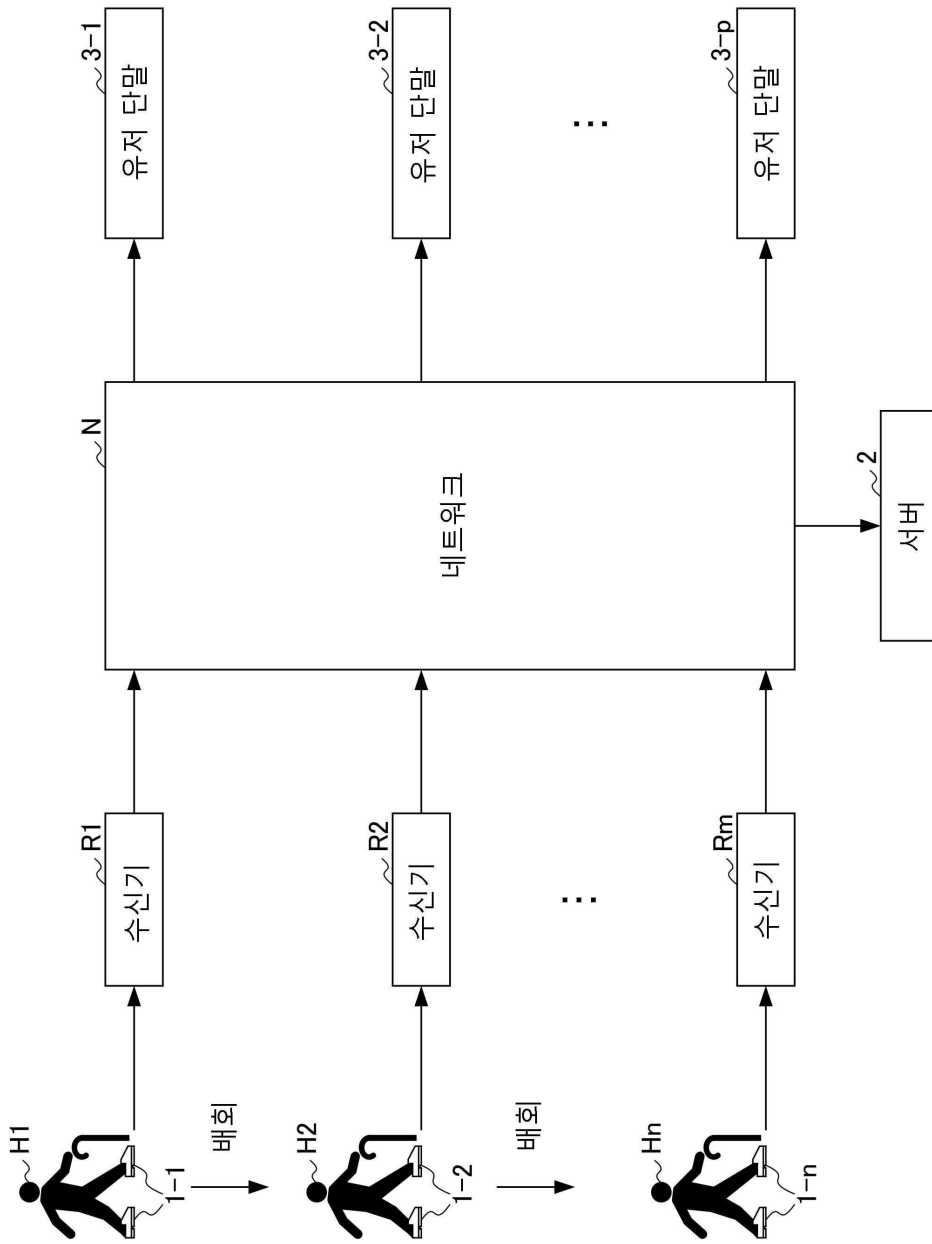 H1
1-1
배회
H2
1-2
배회
Hn
1-n
R1
수신기
R2
수신기
...
Rm
수신기
N
네트워크
2
서버
3-1
유저 단말
3-2
유저 단말
...
3-p
유저 단말